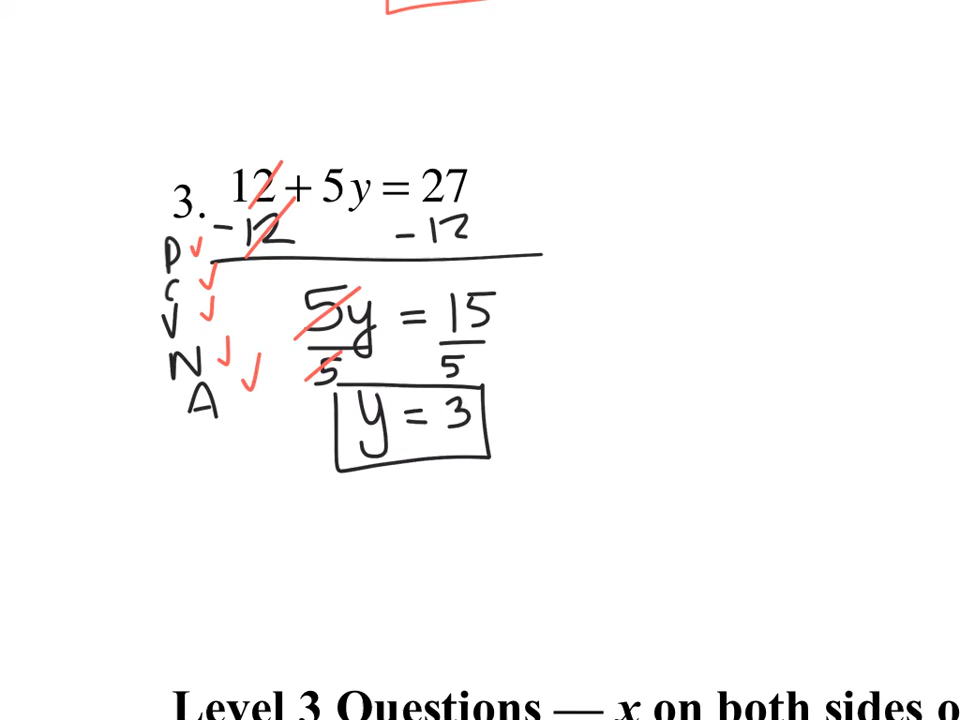 3. 12 + 5y = 27
- 12 - 12
D
C
V
N
A
5y = 15
5 5
y = 3
Level 3 Questions — x on both sides o